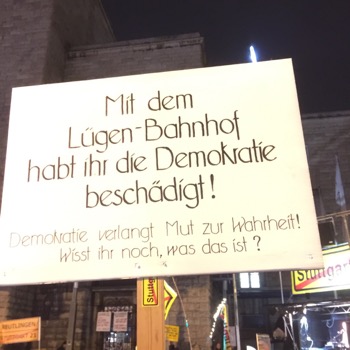 Mit dem
Lügen-Bahnhof
habt ihr die Demokratie
beschädigt!
Demokratie verlangt Mut zur Wahrheit!
Wisst ihr noch, was das ist?
REUTLINGEN